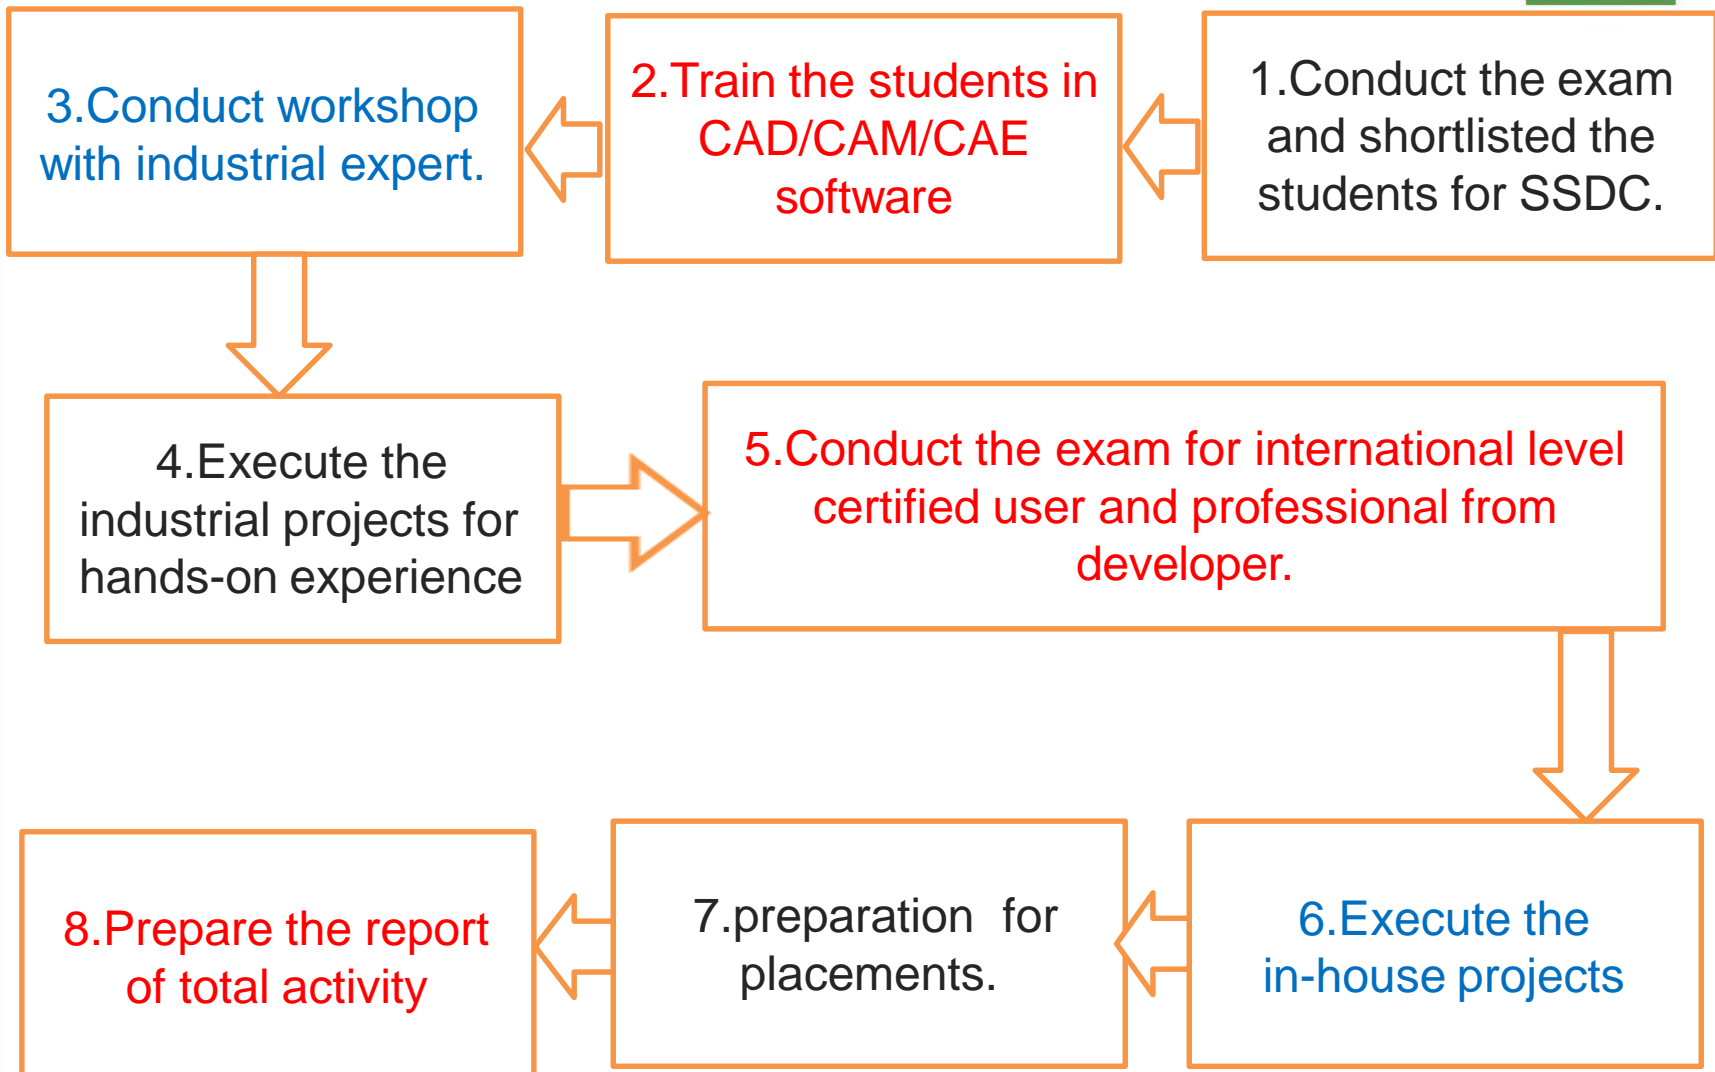 1.Conduct the exam
and shortlisted the
students for SSDC.
2.Train the students in
CAD/CAM/CAE
software
3.Conduct workshop
with industrial expert.
4.Execute the
industrial projects for
hands-on experience
5.Conduct the exam for international level
certified user and professional from
developer.
6.Execute the
in-house projects
7.preparation  for
placements.
8.Prepare the report
of total activity